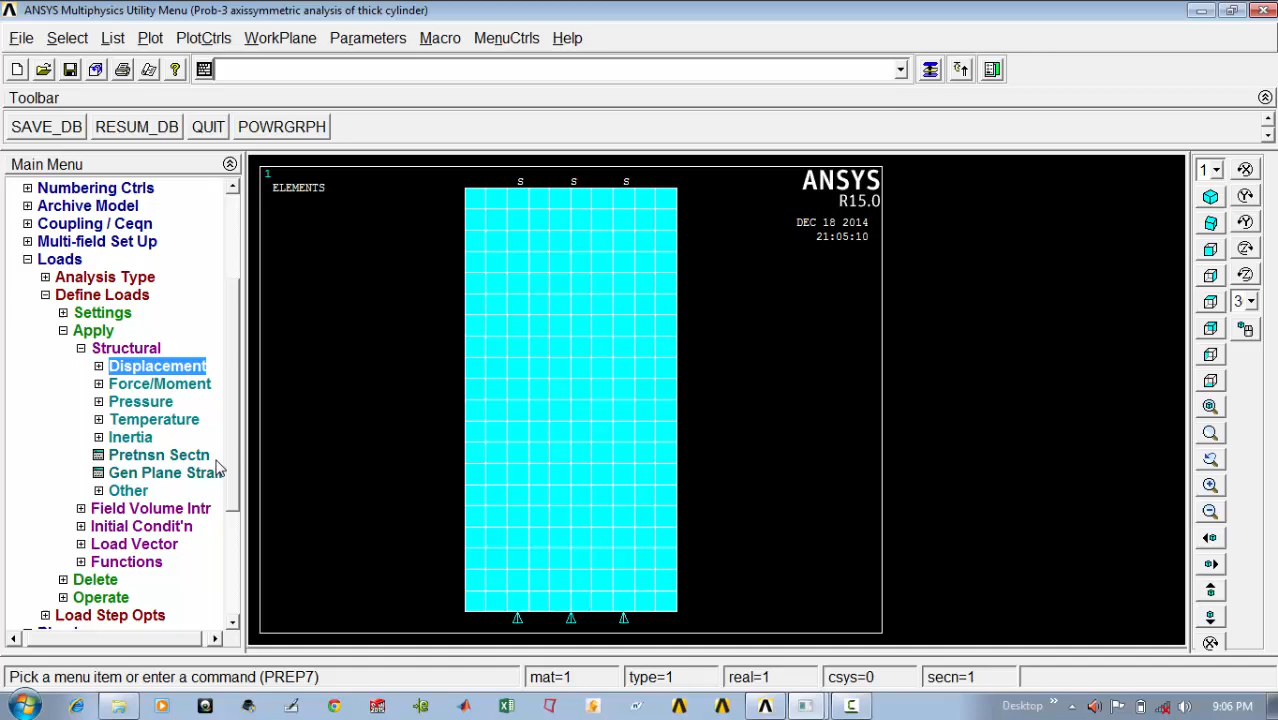 ANSYS Multiphysics Utility Menu (Prob-3 axissymmetric analysis of thick cylinder)
File Select List Plot PlotCtrls WorkPlane Parameters Macro MenuCtrls Help
Toolbar
SAVE_DB RESUM_DB QUIT POWRGRPH
Main Menu
Numbering Ctrls
Archive Model
Coupling / Ceqn
Multi-field Set Up
Loads
Analysis Type
Define Loads
Settings
Apply
Structural
Displacement
Force/Moment
Pressure
Temperature
Inertia
Pretnsn Sectn
Gen Plane Stra
Other
Field Volume Intr
Initial Condit'n
Load Vector
Functions
Delete
Operate
Load Step Opts
1
ELEMENTS
S S S
ANSYS
R15.0
DEC 18 2014
21:05:10
1
3
Pick a menu item or enter a command (PREP7) mat=1 type=1 real=1 csys=0 secn=1
Desktop 9:06 PM